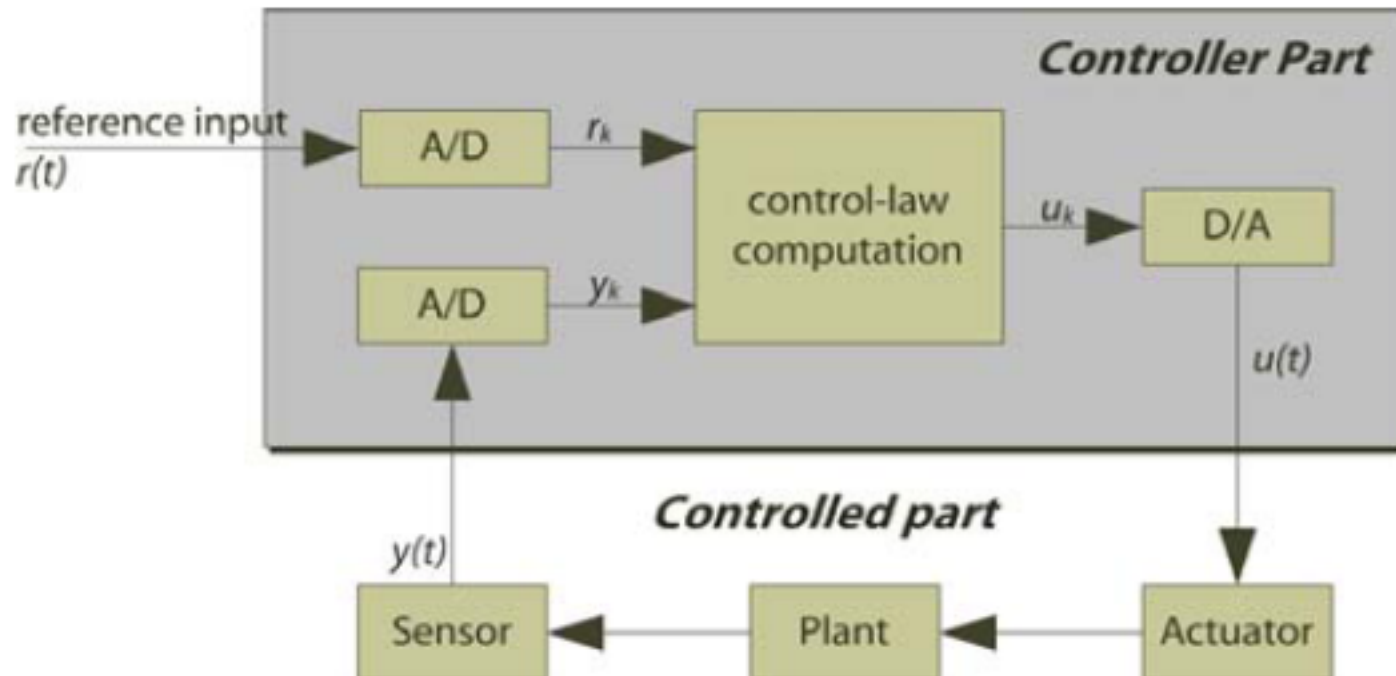 Controller Part
reference input
r(t)
A/D
rk
control-law
computation
uk
D/A
A/D
yk
u(t)
Controlled part
y(t)
Sensor
Plant
Actuator